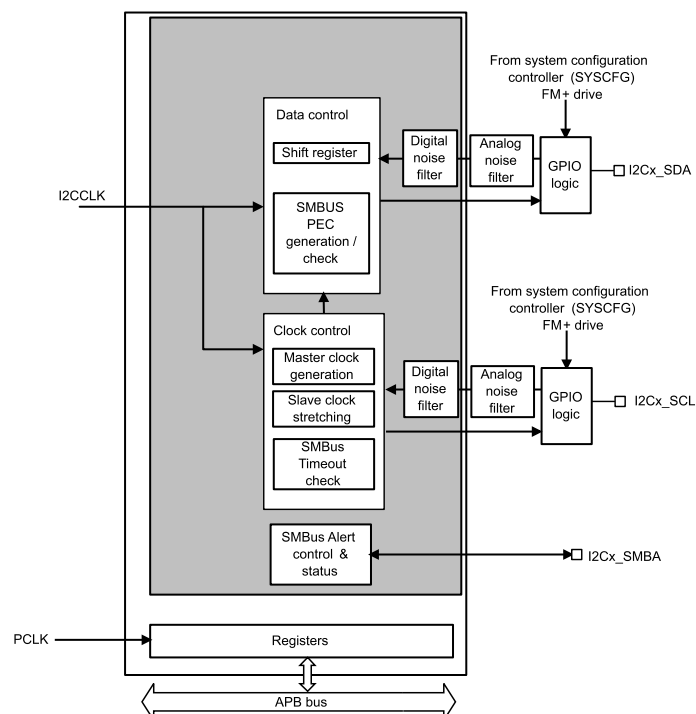 From system configuration
controller (SYSCFG)
FM+ drive
Data control
Shift register
Digital
noise
filter
Analog
noise
filter
GPIO
logic
I2Cx_SDA
I2CCLK
SMBUS
PEC
generation /
check
From system configuration
controller (SYSCFG)
FM+ drive
Clock control
Master clock
generation
Slave clock
stretching
SMBus
Timeout
check
Digital
noise
filter
Analog
noise
filter
GPIO
logic
I2Cx_SCL
SMBus Alert
control &
status
I2Cx_SMBA
PCLK
Registers
APB bus